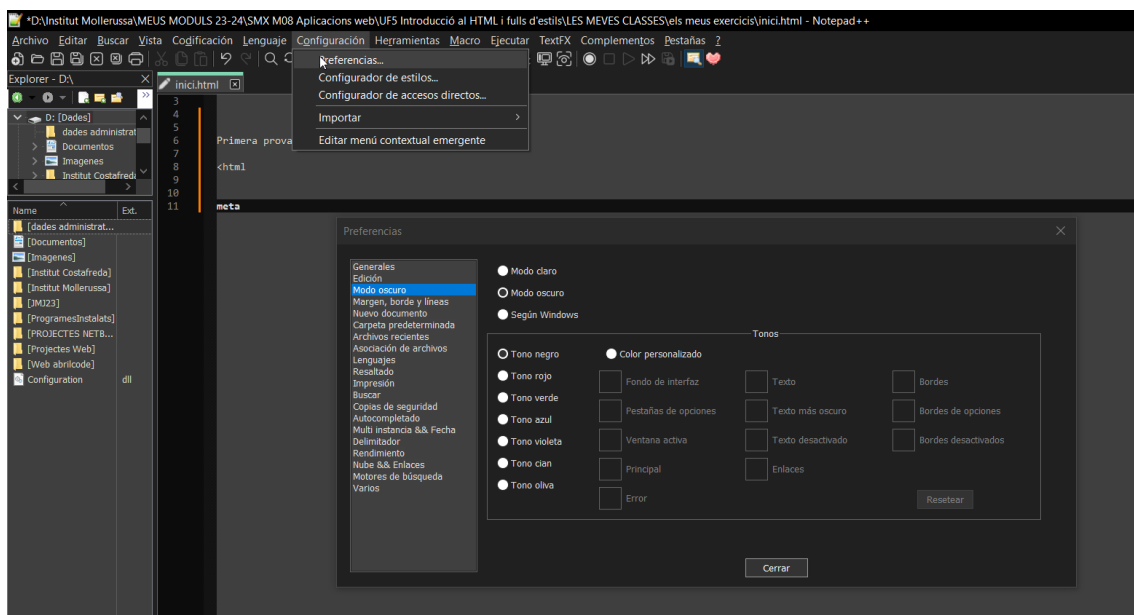 *D:\Institut Mollerussa\MEUS MODULS 23-24\SMX M08 Aplicacions web\UF5 Introducció al HTML i fulls d'estils\LES MEVES CLASSES\els meus exercicis\inici.html - Notepad++
Archivo Editar Buscar Vista Codificación Lenguaje Configuración Herramientas Macro Ejecutar TextFX Complementos Pestañas ?
Preferencias...
Configurador de estilos...
Configurador de accesos directos...
Importar
Editar menú contextual emergente
Explorer - D:\
D: [Dades]
dades administrat
Documentos
Imagenes
Institut Costafreda
Name Ext.
[dades administrat...
[Documentos]
[Imagenes]
[Institut Costafreda]
[Institut Mollerussa]
[JMJ23]
[ProgramesInstalats]
[PROJECTES NETB...
[Projectes Web]
[Web abrilcode]
Configuration dll
inici.html
3
4
5
6 Primera prova
7
8 <html
9
10
11 meta
Preferencias
Generales
Edición
Modo oscuro
Margen, borde y líneas
Nuevo documento
Carpeta predeterminada
Archivos recientes
Asociación de archivos
Lenguajes
Resaltado
Impresión
Buscar
Copias de seguridad
Autocompletado
Multi instancia && Fecha
Delimitador
Rendimiento
Nube && Enlaces
Motores de búsqueda
Varios
Modo claro
Modo oscuro
Según Windows
Tonos
Tono negro
Tono rojo
Tono verde
Tono azul
Tono violeta
Tono cian
Tono oliva
Color personalizado
Fondo de interfaz Texto Bordes
Pestañas de opciones Texto más oscuro Bordes de opciones
Ventana activa Texto desactivado Bordes desactivados
Principal Enlaces
Error Resetear
Cerrar